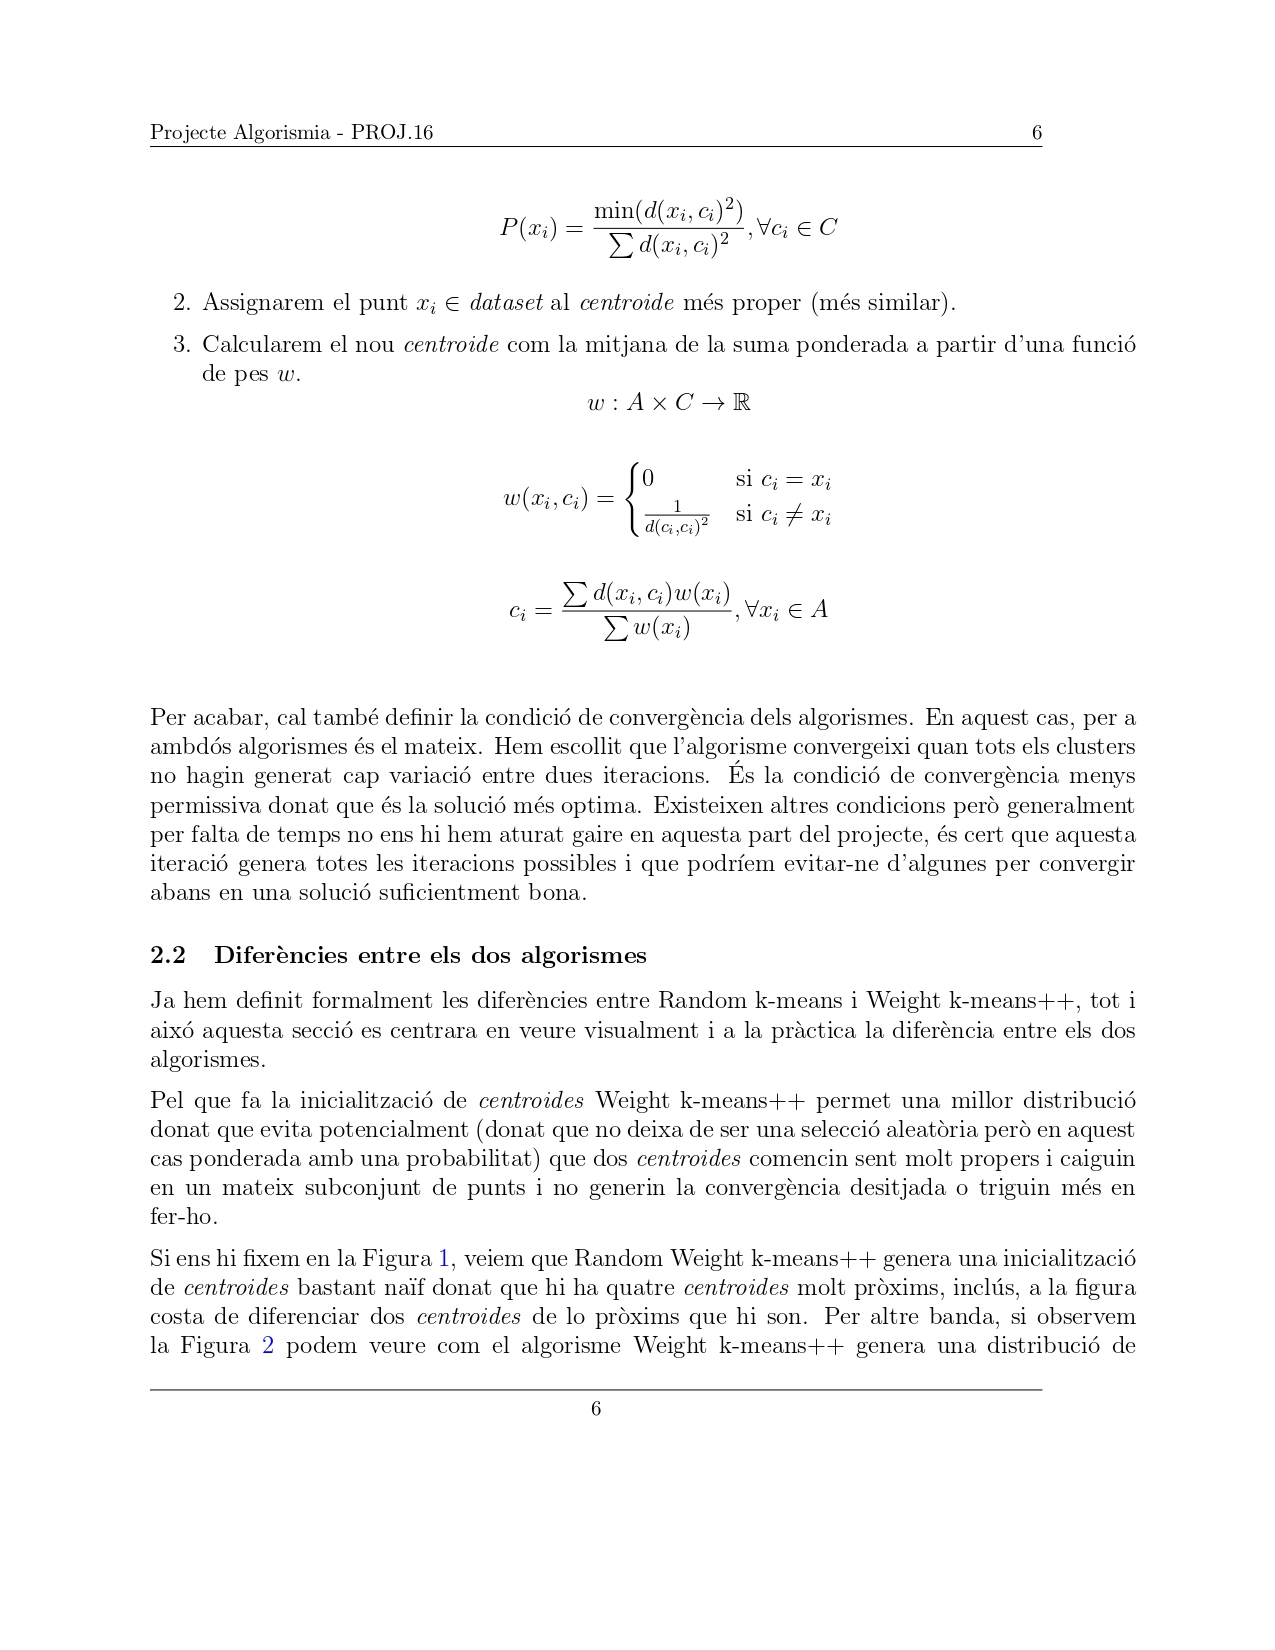 Projecte Algorismia - PROJ.16 6
P(x_i) = \frac{min(d(x_i, c_i)^2)}{\sum d(x_i, c_i)^2}, ∀c_i ∈ C
2. Assignarem el punt x_i ∈ dataset al centroide més proper (més similar).
3. Calcularem el nou centroide com la mitjana de la suma ponderada a partir d'una funció
de pes w.
w : A × C → ℝ
w(x_i, c_i) = \begin{cases} 0 & si c_i = x_i \\ \frac{1}{d(c_i,c_i)^2} & si c_i ≠ x_i \end{cases}
c_i = \frac{\sum d(x_i, c_i)w(x_i)}{\sum w(x_i)}, ∀x_i ∈ A
Per acabar, cal també definir la condició de convergència dels algorismes. En aquest cas, per a
ambdós algorismes és el mateix. Hem escollit que l'algorisme convergeixi quan tots els clusters
no hagin generat cap variació entre dues iteracions. És la condició de convergència menys
permissiva donat que és la solució més optima. Existeixen altres condicions però generalment
per falta de temps no ens hi hem aturat gaire en aquesta part del projecte, és cert que aquesta
iteració genera totes les iteracions possibles i que podríem evitar-ne d'algunes per convergir
abans en una solució suficientment bona.
2.2 Diferències entre els dos algorismes
Ja hem definit formalment les diferències entre Random k-means i Weight k-means++, tot i
aixó aquesta secció es centrara en veure visualment i a la pràctica la diferència entre els dos
algorismes.
Pel que fa la inicialització de centroides Weight k-means++ permet una millor distribució
donat que evita potencialment (donat que no deixa de ser una selecció aleatòria però en aquest
cas ponderada amb una probabilitat) que dos centroides comencin sent molt propers i caiguin
en un mateix subconjunt de punts i no generin la convergència desitjada o triguin més en
fer-ho.
Si ens hi fixem en la Figura 1, veiem que Random Weight k-means++ genera una inicialització
de centroides bastant naïf donat que hi ha quatre centroides molt pròxims, inclús, a la figura
costa de diferenciar dos centroides de lo pròxims que hi son. Per altre banda, si observem
la Figura 2 podem veure com el algorisme Weight k-means++ genera una distribució de
6